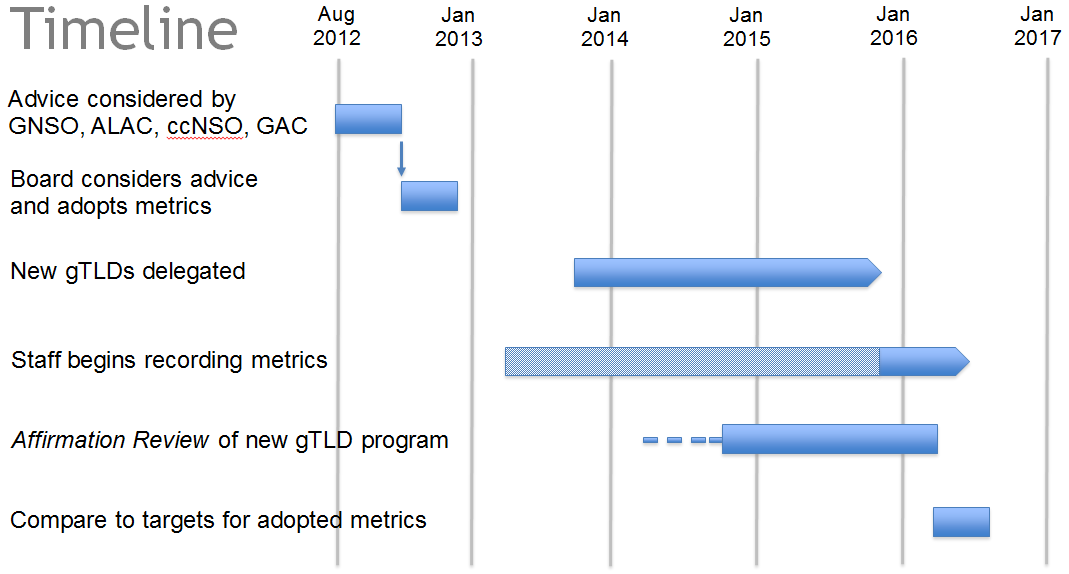 Timeline
Aug Jan Jan Jan Jan Jan
2012 2013 2014 2015 2016 2017
Advice considered by
GNSO, ALAC, ccNSO, GAC
Board considers advice
and adopts metrics
New gTLDs delegated
Staff begins recording metrics
Affirmation Review of new gTLD program
Compare to targets for adopted metrics